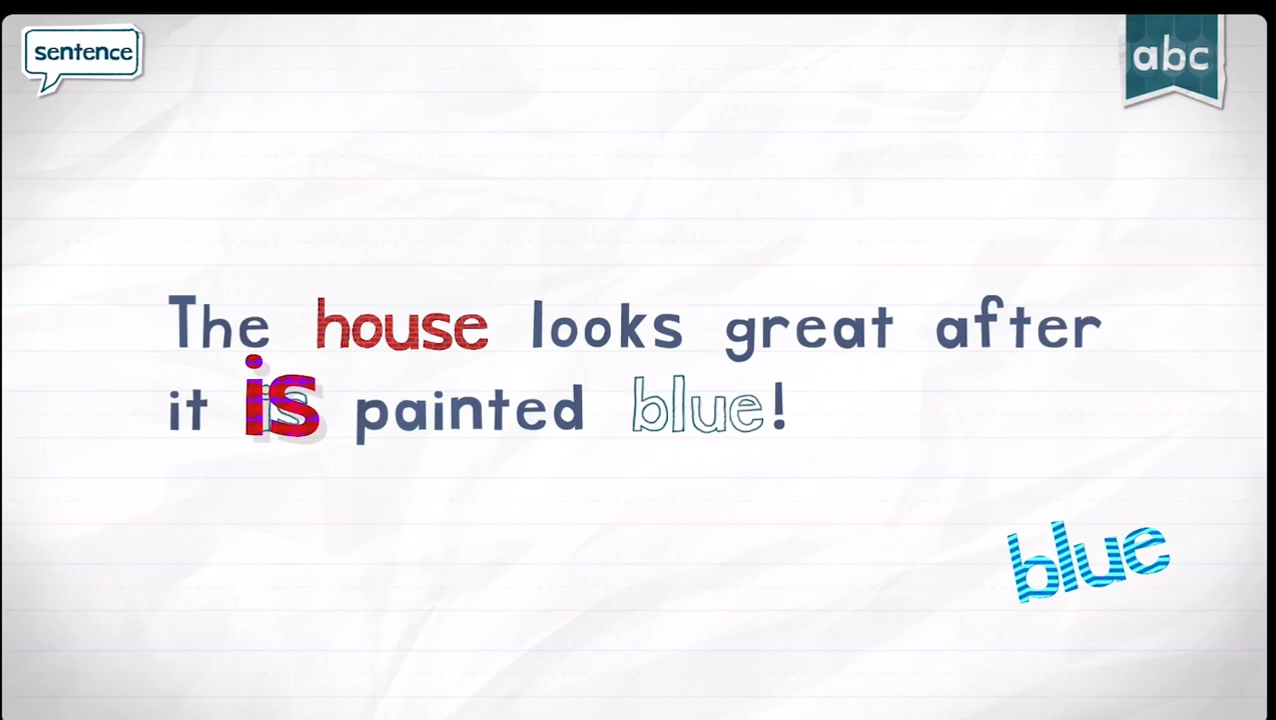 sentence
abc
The house looks great after
it is painted blue!
blue